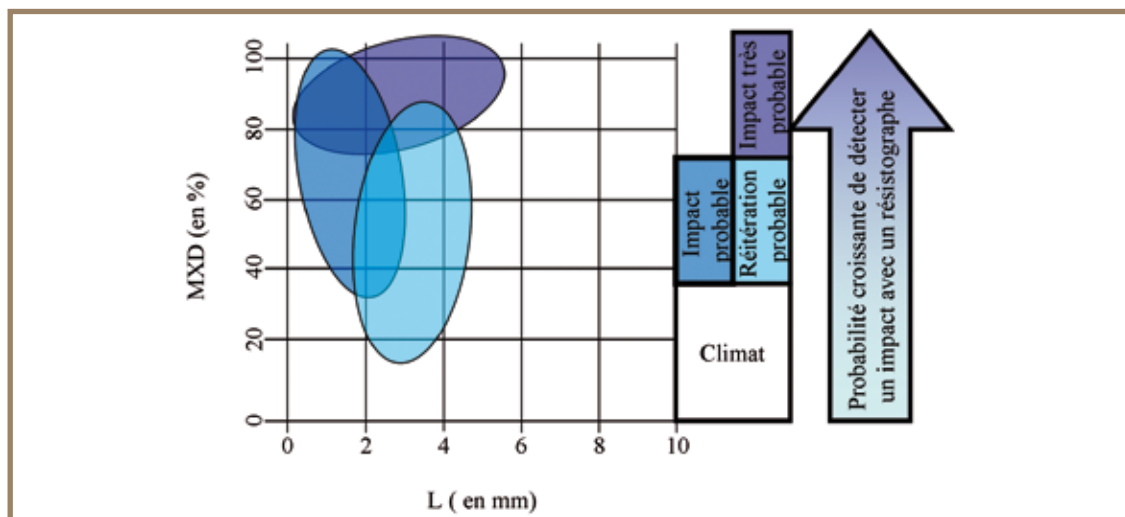 MXD (en %)
100
80
60
40
20
0
0 2 4 6 8 10
L ( en mm)
Impact très
probable
Impact
probable
Réitération
probable
Climat
Probabilité croissante de détecter
un impact avec un résistographe